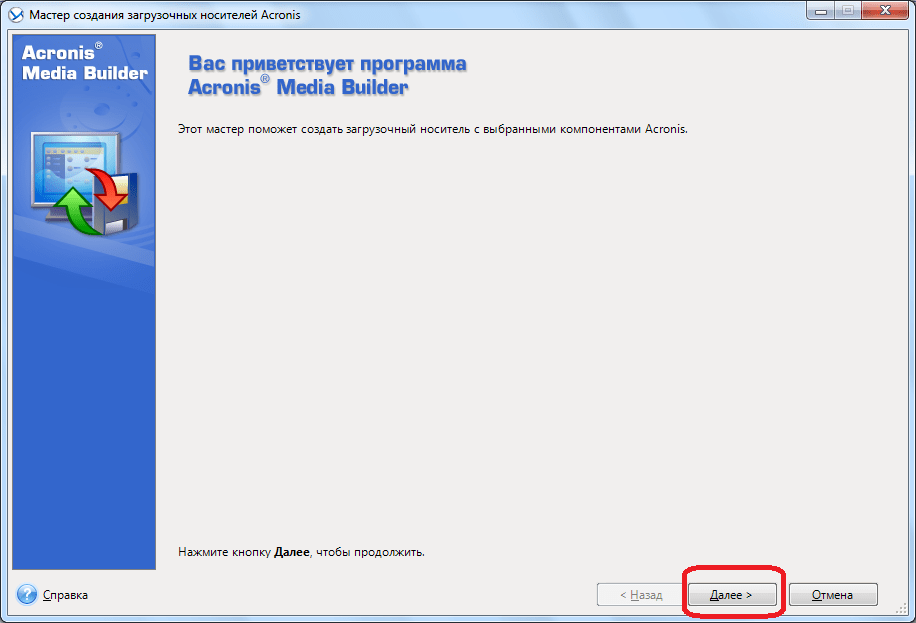 Мастер создания загрузочных носителей Acronis
Acronis®
Media Builder
Вас приветствует программа
Acronis® Media Builder
Этот мастер поможет создать загрузочный носитель с выбранными компонентами Acronis.
Нажмите кнопку Далее, чтобы продолжить.
Справка
< Назад
Далее >
Отмена